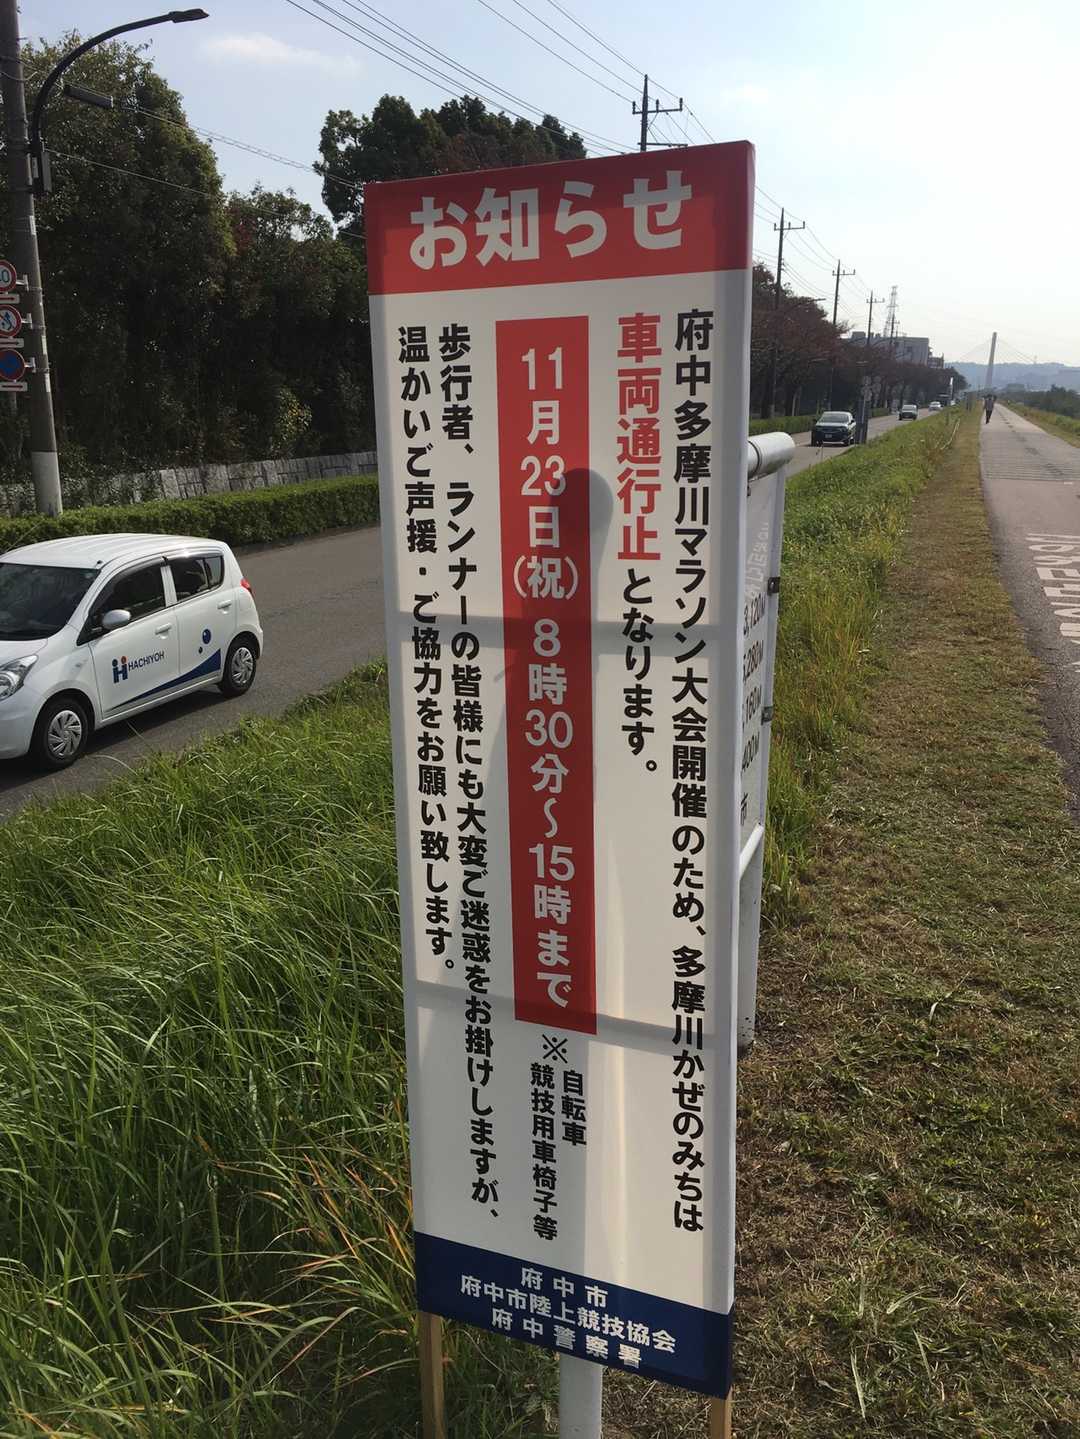 お知らせ
府中多摩川マラソン大会開催のため、多摩川かぜのみちは
車両通行止となります。
11月23日(祝)8時30分～15時まで
※自転車
競技用車椅子等
歩行者、ランナーの皆様にも大変ご迷惑をお掛けしますが、
温かいご声援・ご協力をお願い致します。
府中市
府中市陸上競技協会
府中警察署
HACHIYOH
3,120M
400M
市